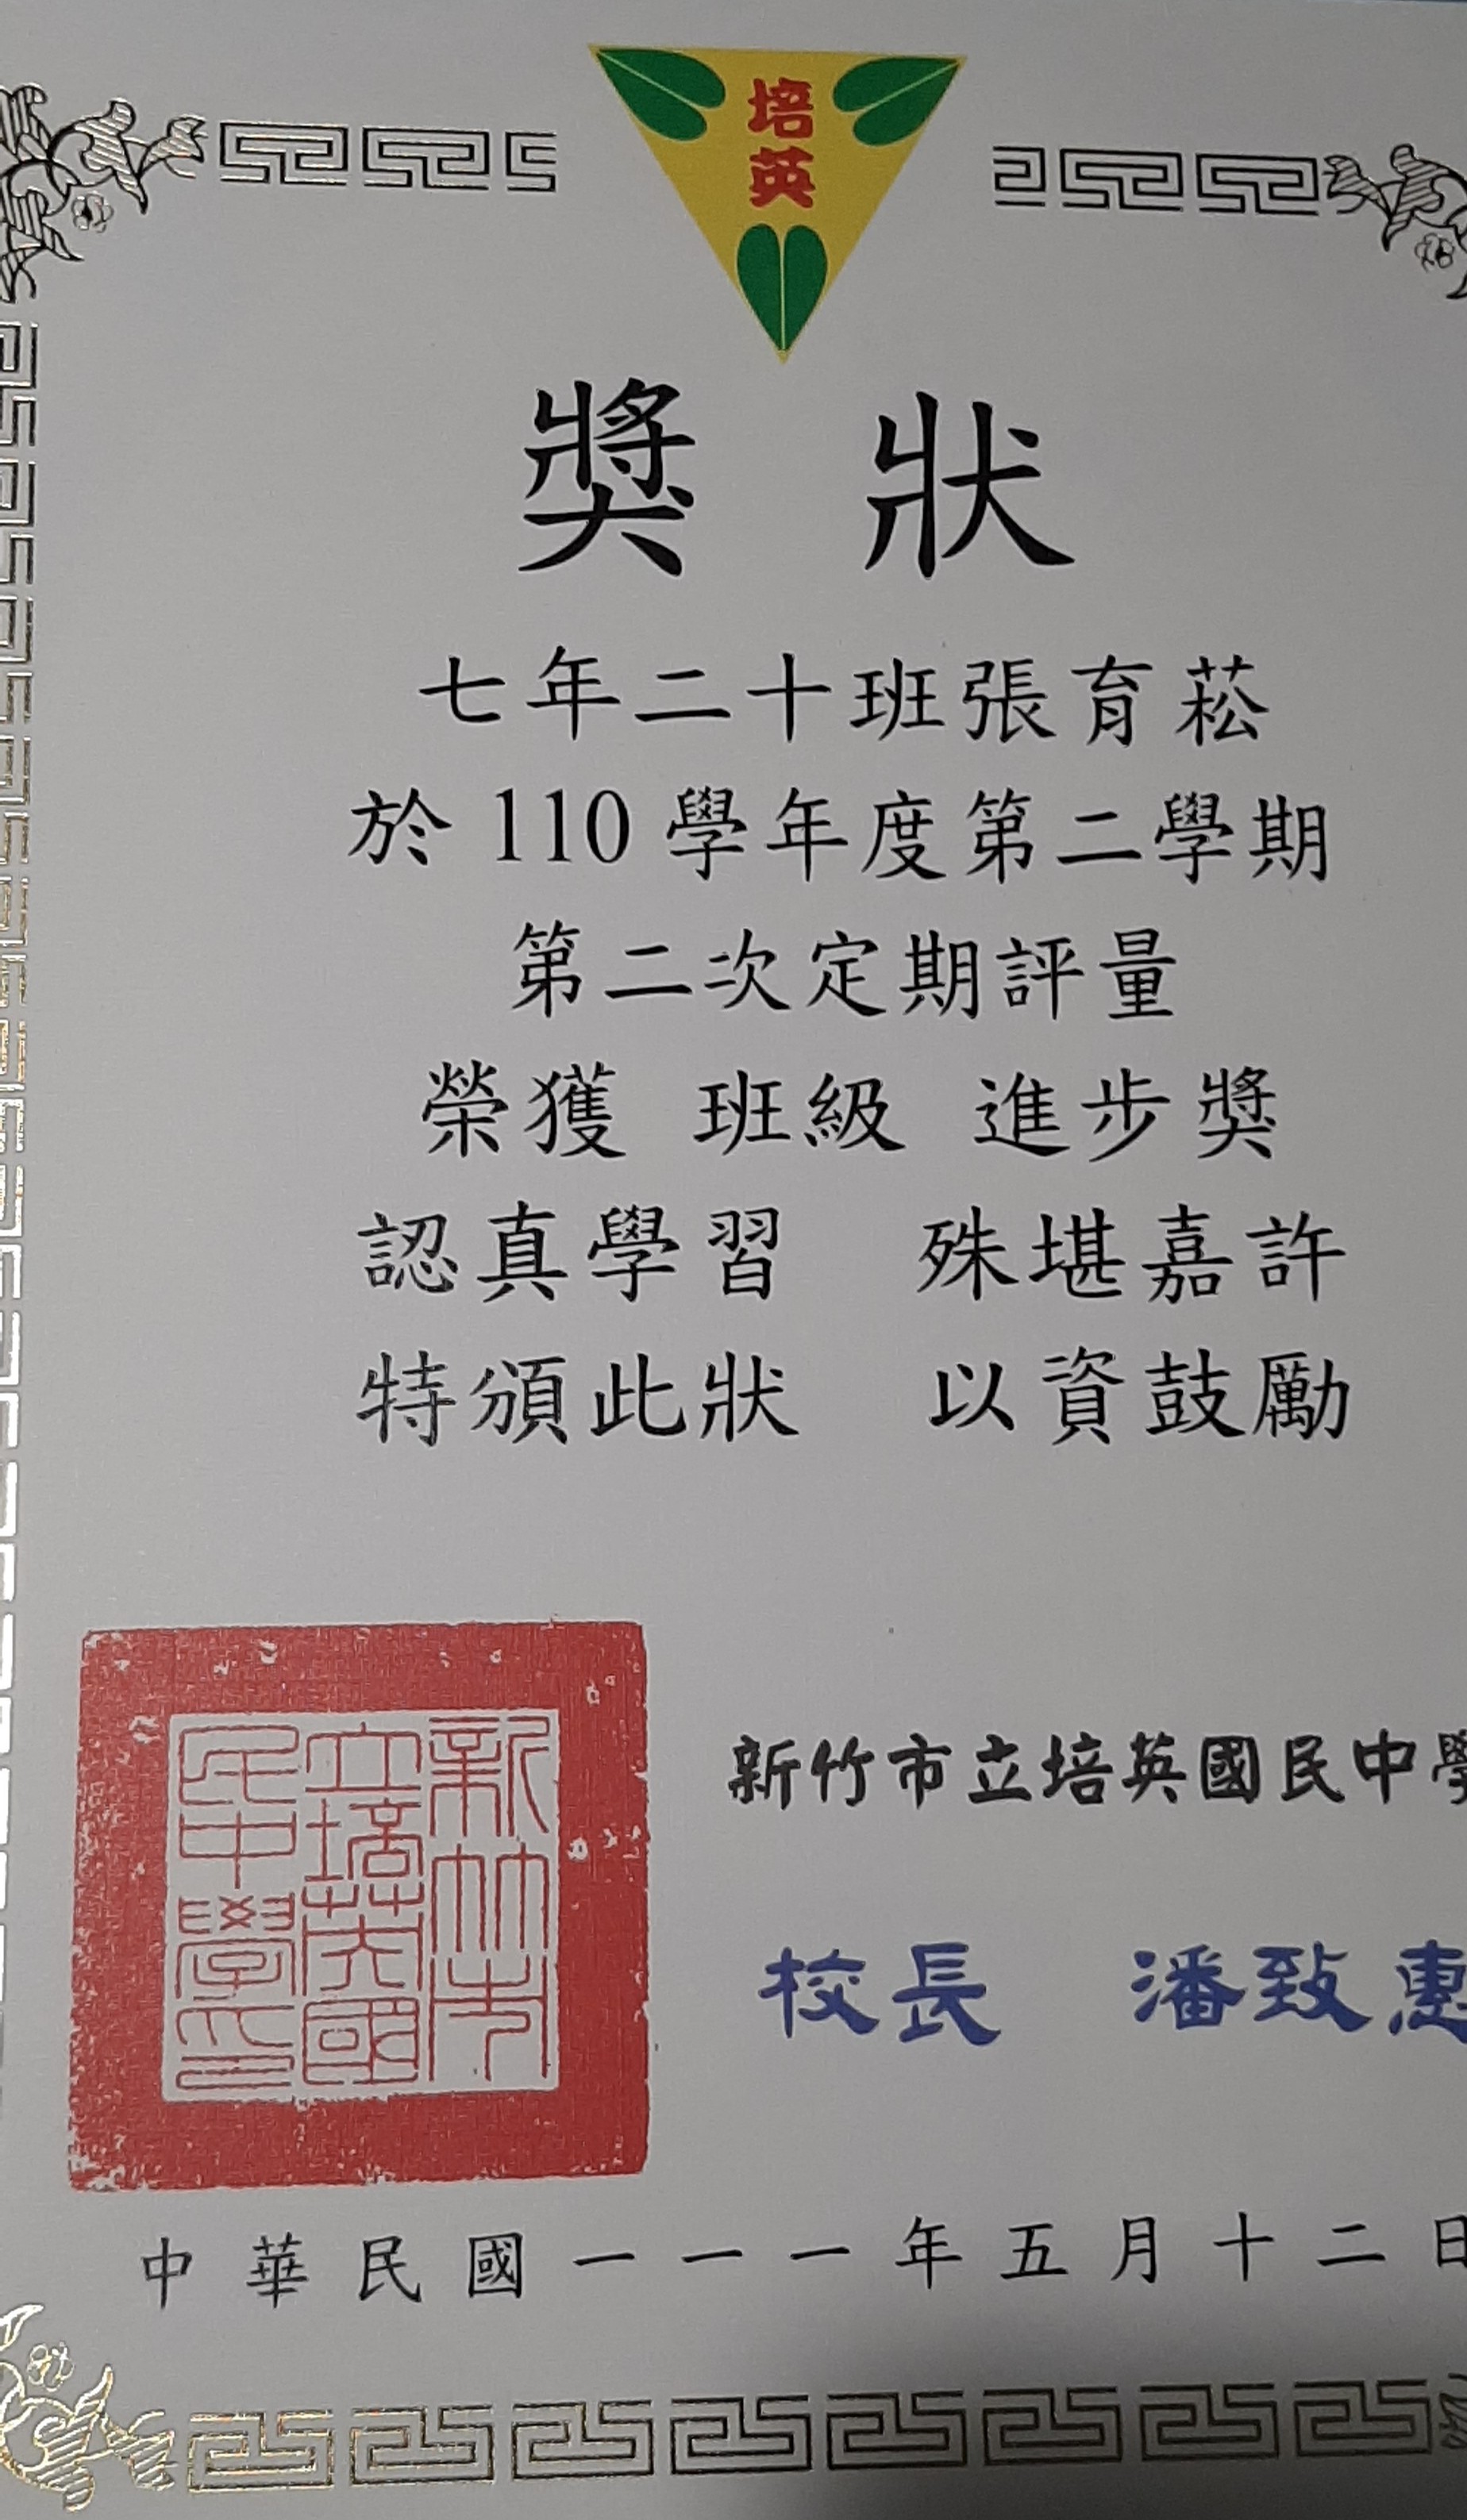 培
英
獎 狀
七年二十班張育菘
於 110 學年度第二學期
第二次定期評量
榮獲 班級 進步獎
認真學習 殊堪嘉許
特頒此狀 以資鼓勵
新竹市
立培英國
民中學之印
新竹市立培英國民中學
校長 潘致惠
中華民國一一一年五月十二日